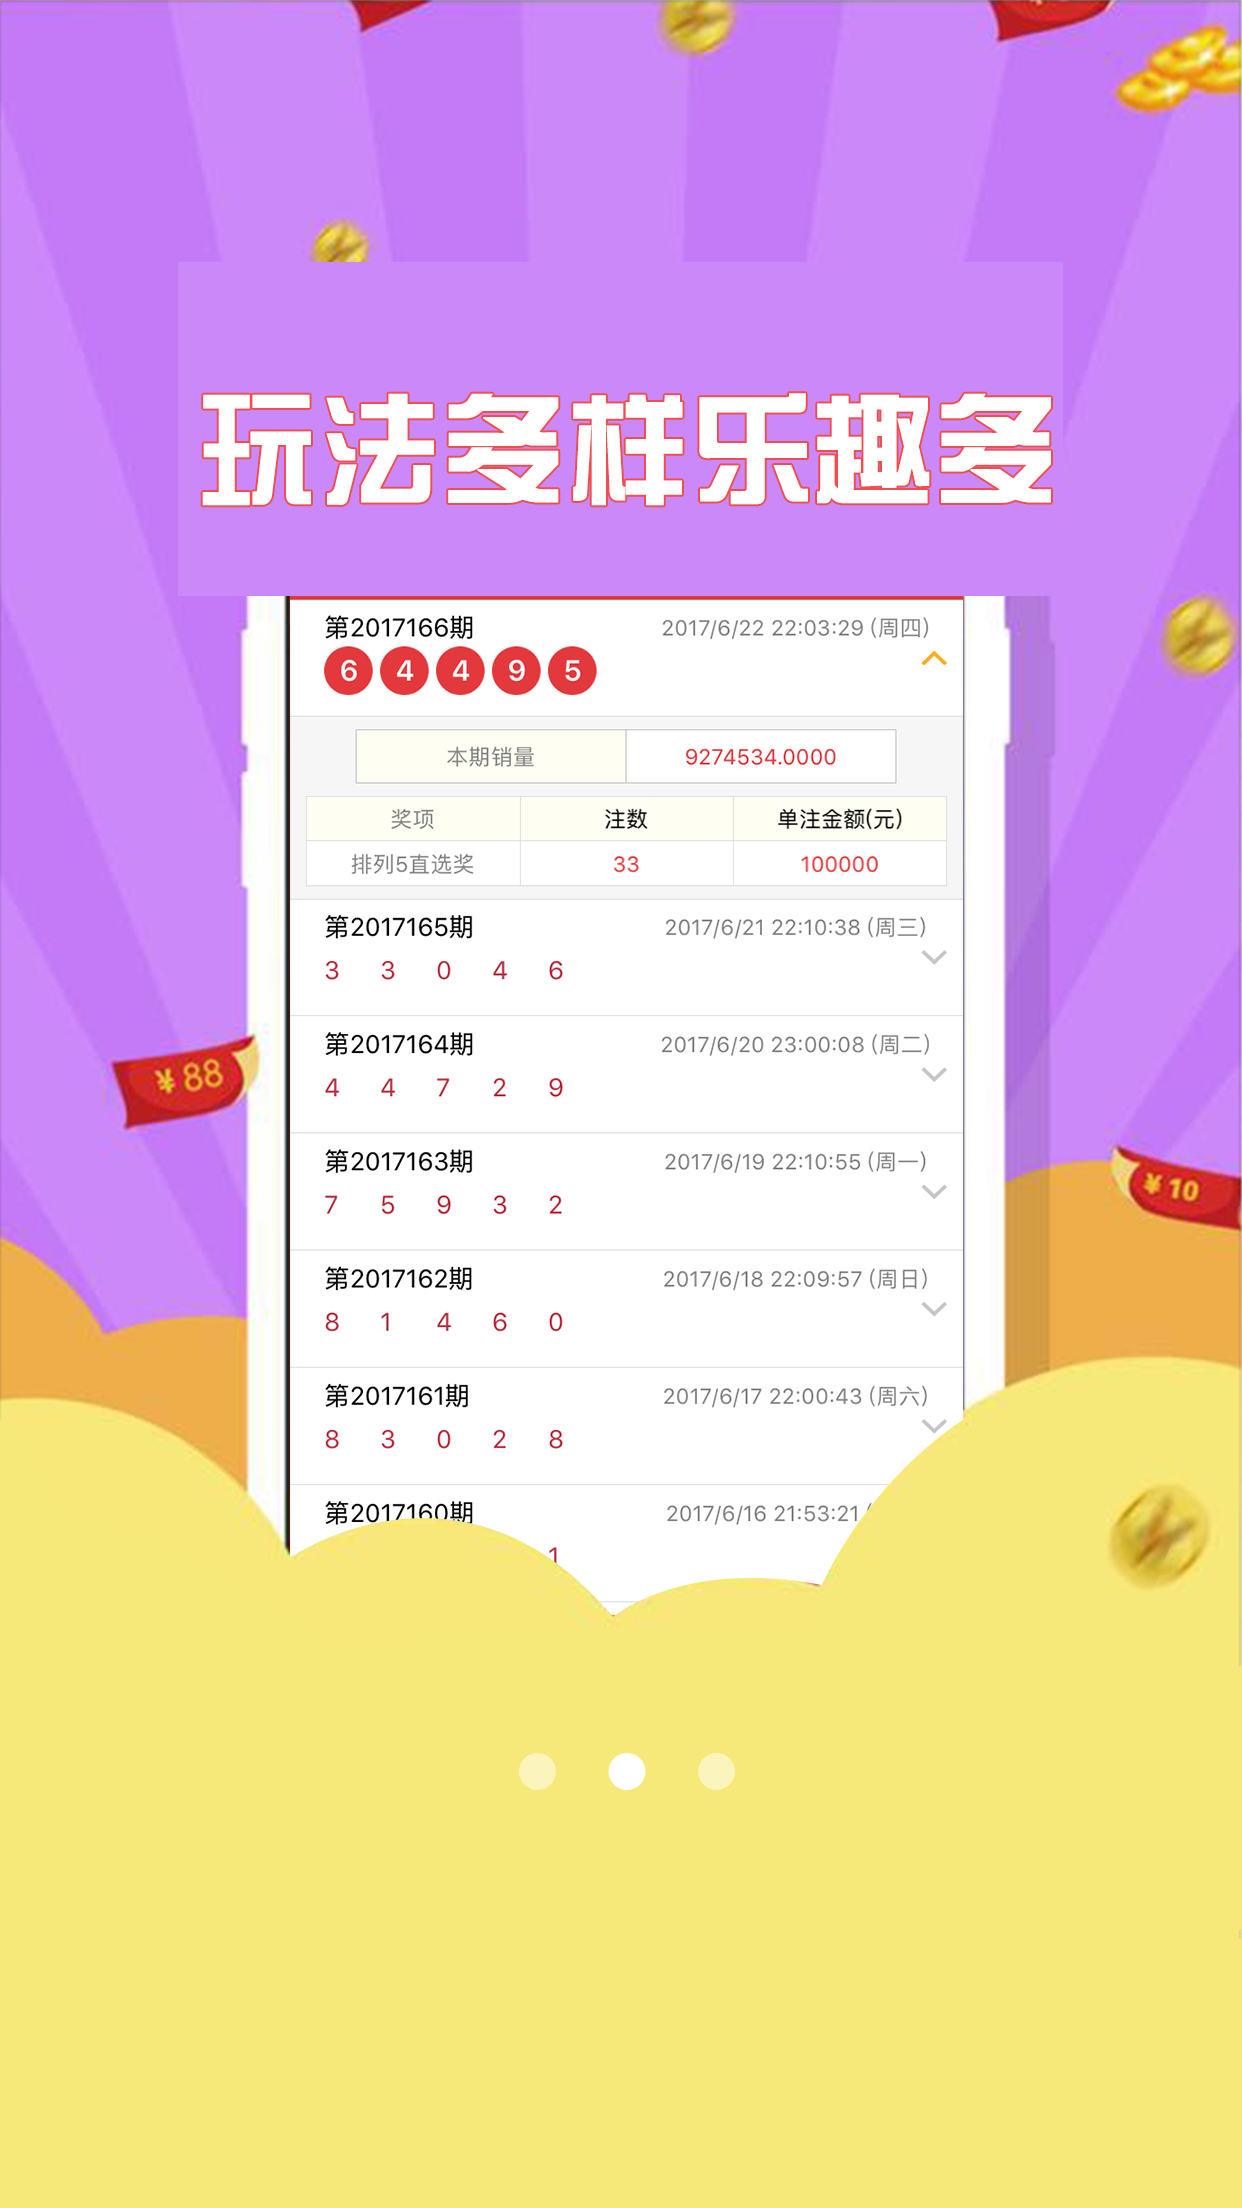 玩法多样乐趣多
第2017166期 2017/6/22 22:03:29 (周四)
6 4 4 9 5
本期销量 9274534.0000
奖项 注数 单注金额(元)
排列5直选奖 33 100000
第2017165期 2017/6/21 22:10:38 (周三)
3 3 0 4 6
第2017164期 2017/6/20 23:00:08 (周二)
4 4 7 2 9
¥88
第2017163期 2017/6/19 22:10:55 (周一)
7 5 9 3 2
¥10
第2017162期 2017/6/18 22:09:57 (周日)
8 1 4 6 0
第2017161期 2017/6/17 22:00:43 (周六)
8 3 0 2 8
第2017160期 2017/6/16 21:53:21
1